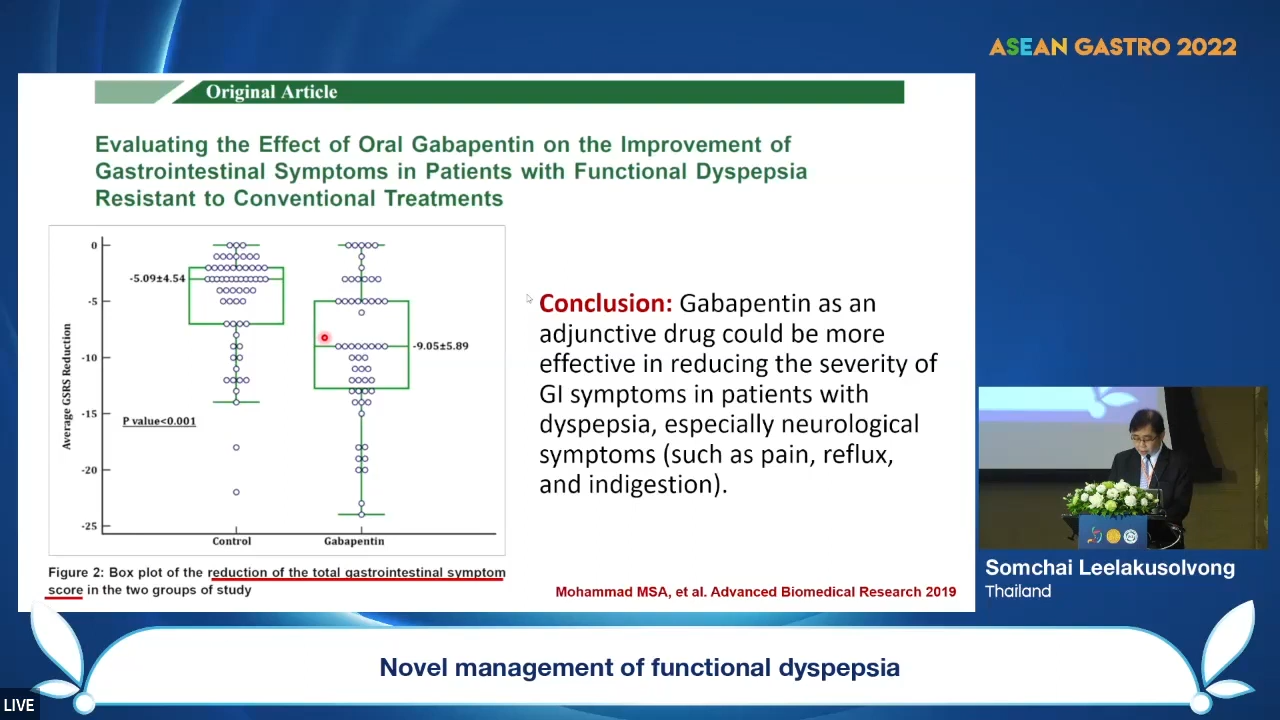 ASEAN GASTRO 2022
Original Article
Evaluating the Effect of Oral Gabapentin on the Improvement of
Gastrointestinal Symptoms in Patients with Functional Dyspepsia
Resistant to Conventional Treatments
Average GSRS Reduction
0
-5
-10
-15
-20
-25
-5.09±4.54
-9.05±5.89
P value<0.001
Control
Gabapentin
Figure 2: Box plot of the reduction of the total gastrointestinal symptom
score in the two groups of study
Conclusion: Gabapentin as an
adjunctive drug could be more
effective in reducing the severity of
GI symptoms in patients with
dyspepsia, especially neurological
symptoms (such as pain, reflux,
and indigestion).
Mohammad MSA, et al. Advanced Biomedical Research 2019
Somchai Leelakusolvong
Thailand
Novel management of functional dyspepsia
LIVE